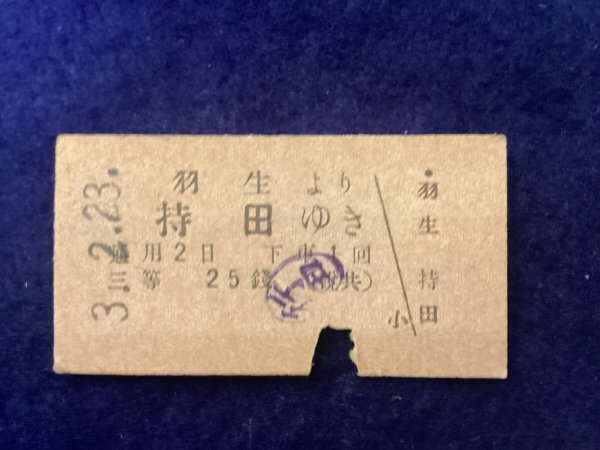 3.2.23.
羽生より
持田ゆき
通用2日 下車1回
三等 25銭 (税共)
羽生
持田
小